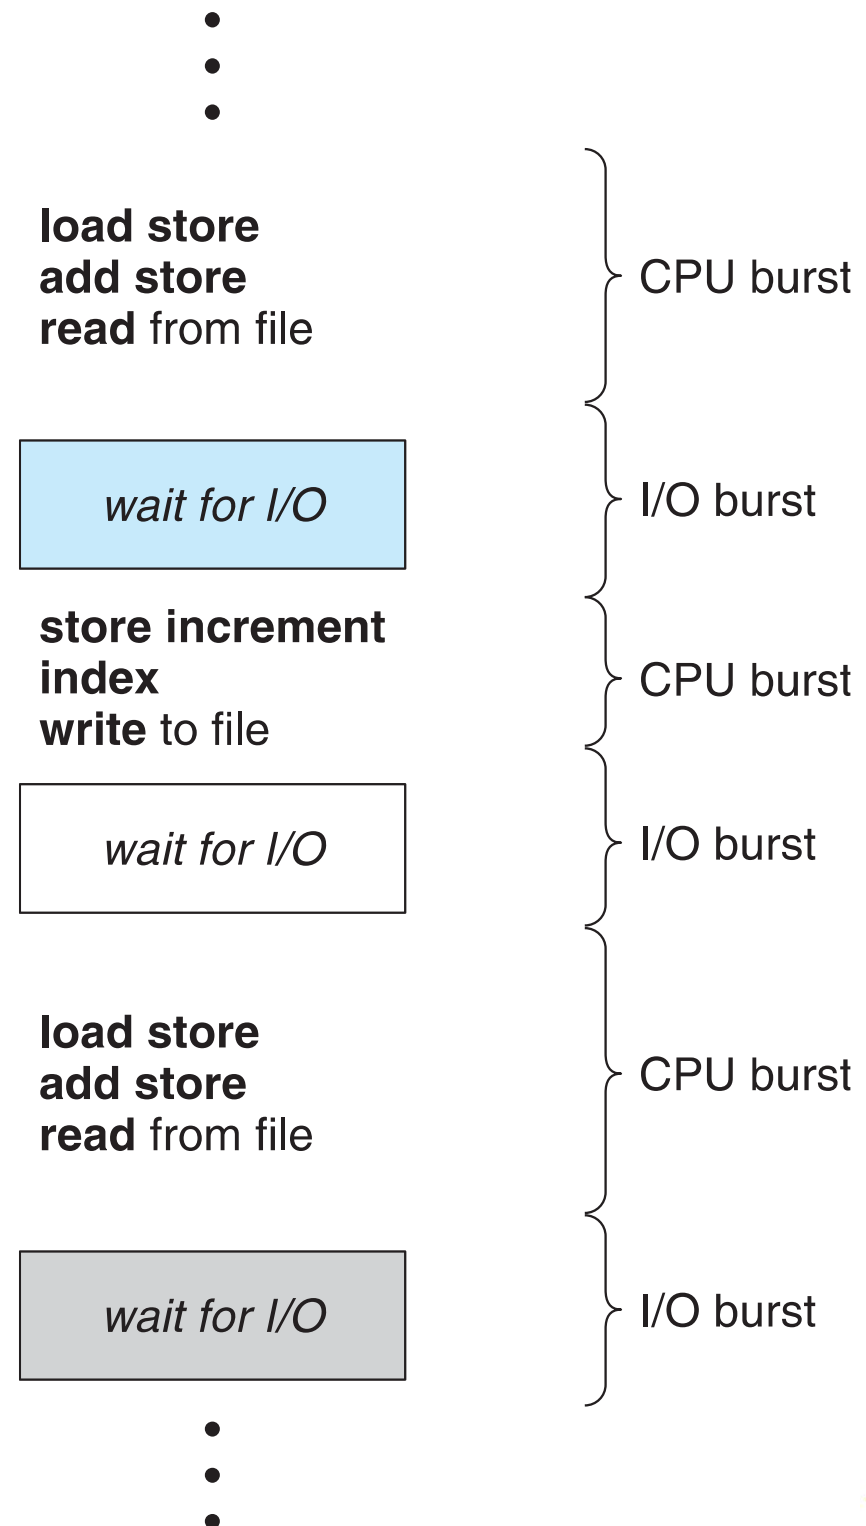 load store
add store
read from file
CPU burst
wait for I/O
I/O burst
store increment
index
write to file
CPU burst
wait for I/O
I/O burst
load store
add store
read from file
CPU burst
wait for I/O
I/O burst